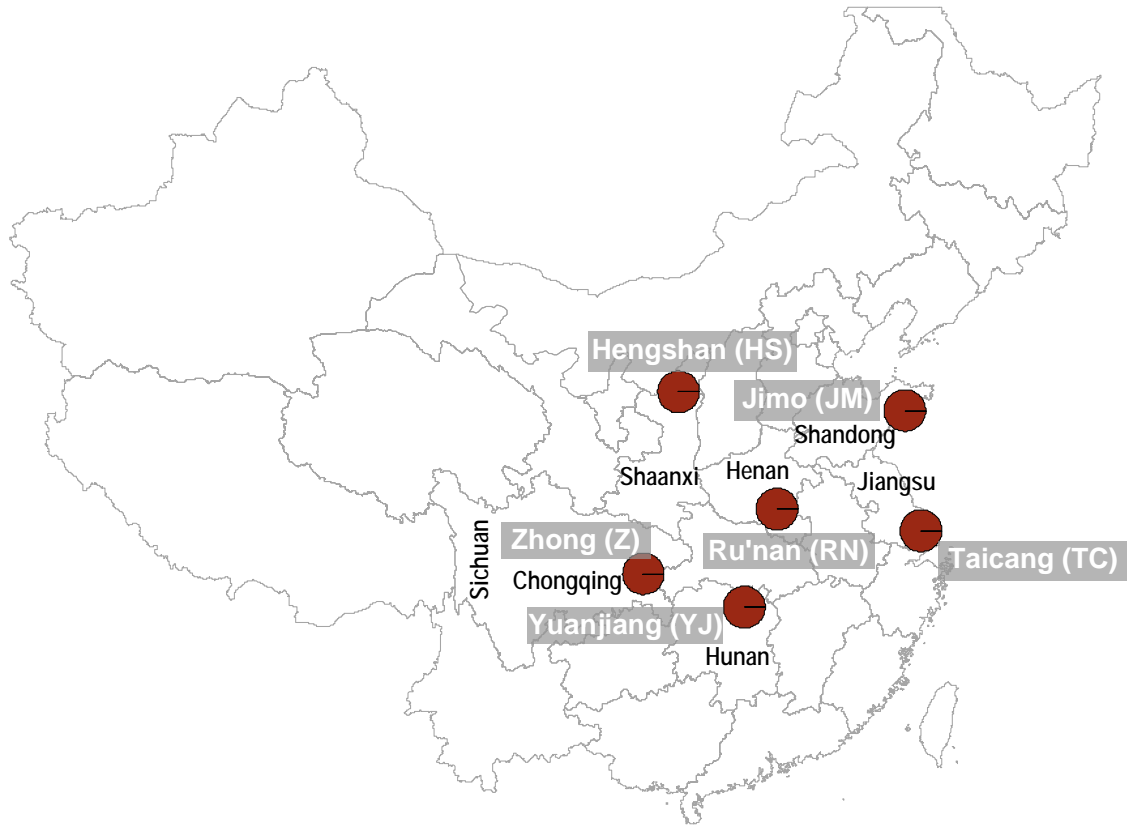 Hengshan (HS)
Jimo (JM)
Shandong
Shaanxi
Henan
Jiangsu
Sichuan
Zhong (Z)
Ru'nan (RN)
Taicang (TC)
Chongqing
Yuanjiang (YJ)
Hunan